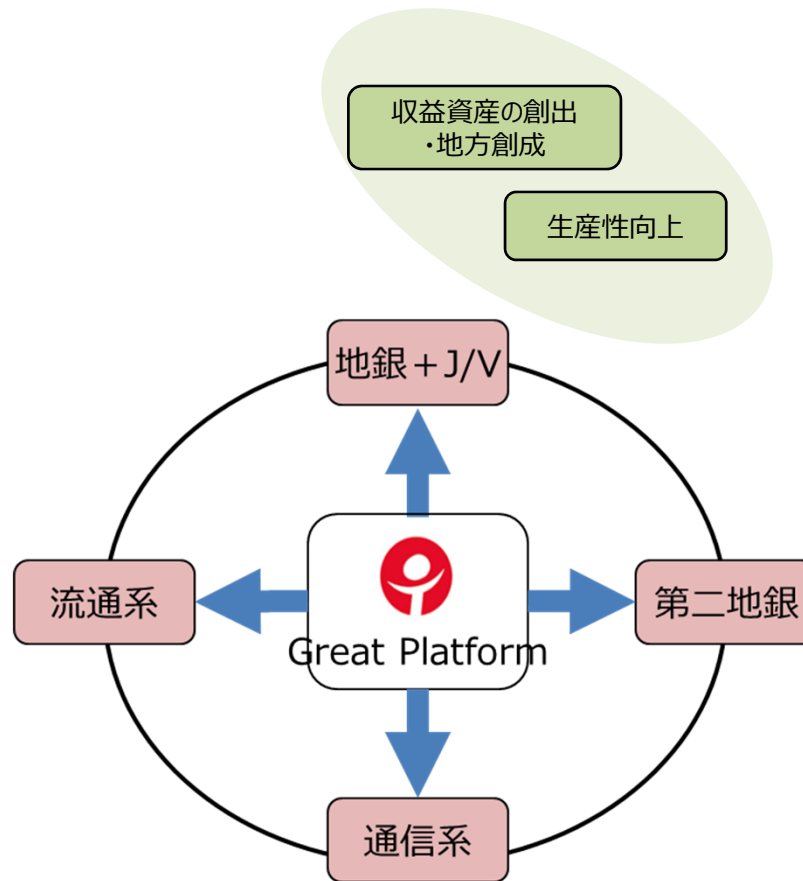 収益資産の創出
・地方創成
生産性向上
地銀＋J/V
流通系
Great Platform
第二地銀
通信系